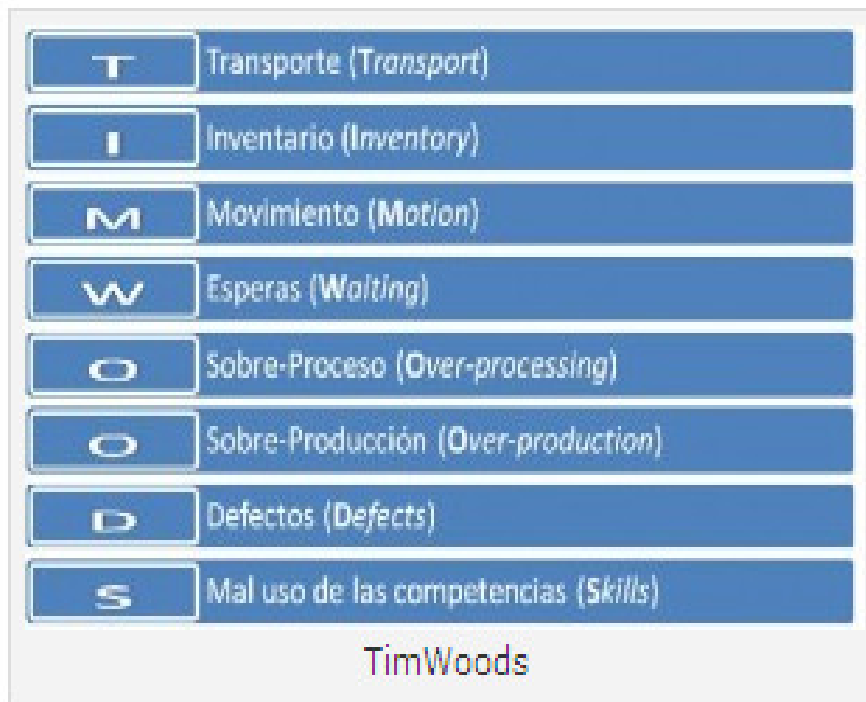 T Transporte (Transport)
I Inventario (Inventory)
M Movimiento (Motion)
W Esperas (Waiting)
O Sobre-Proceso (Over-processing)
O Sobre-Producción (Over-production)
D Defectos (Defects)
S Mal uso de las competencias (Skills)
TimWoods